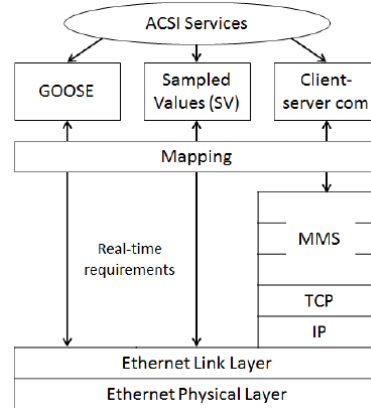 ACSI Services
GOOSE
Sampled
Values (SV)
Client-
server com
Mapping
Real-time
requirements
MMS
TCP
IP
Ethernet Link Layer
Ethernet Physical Layer